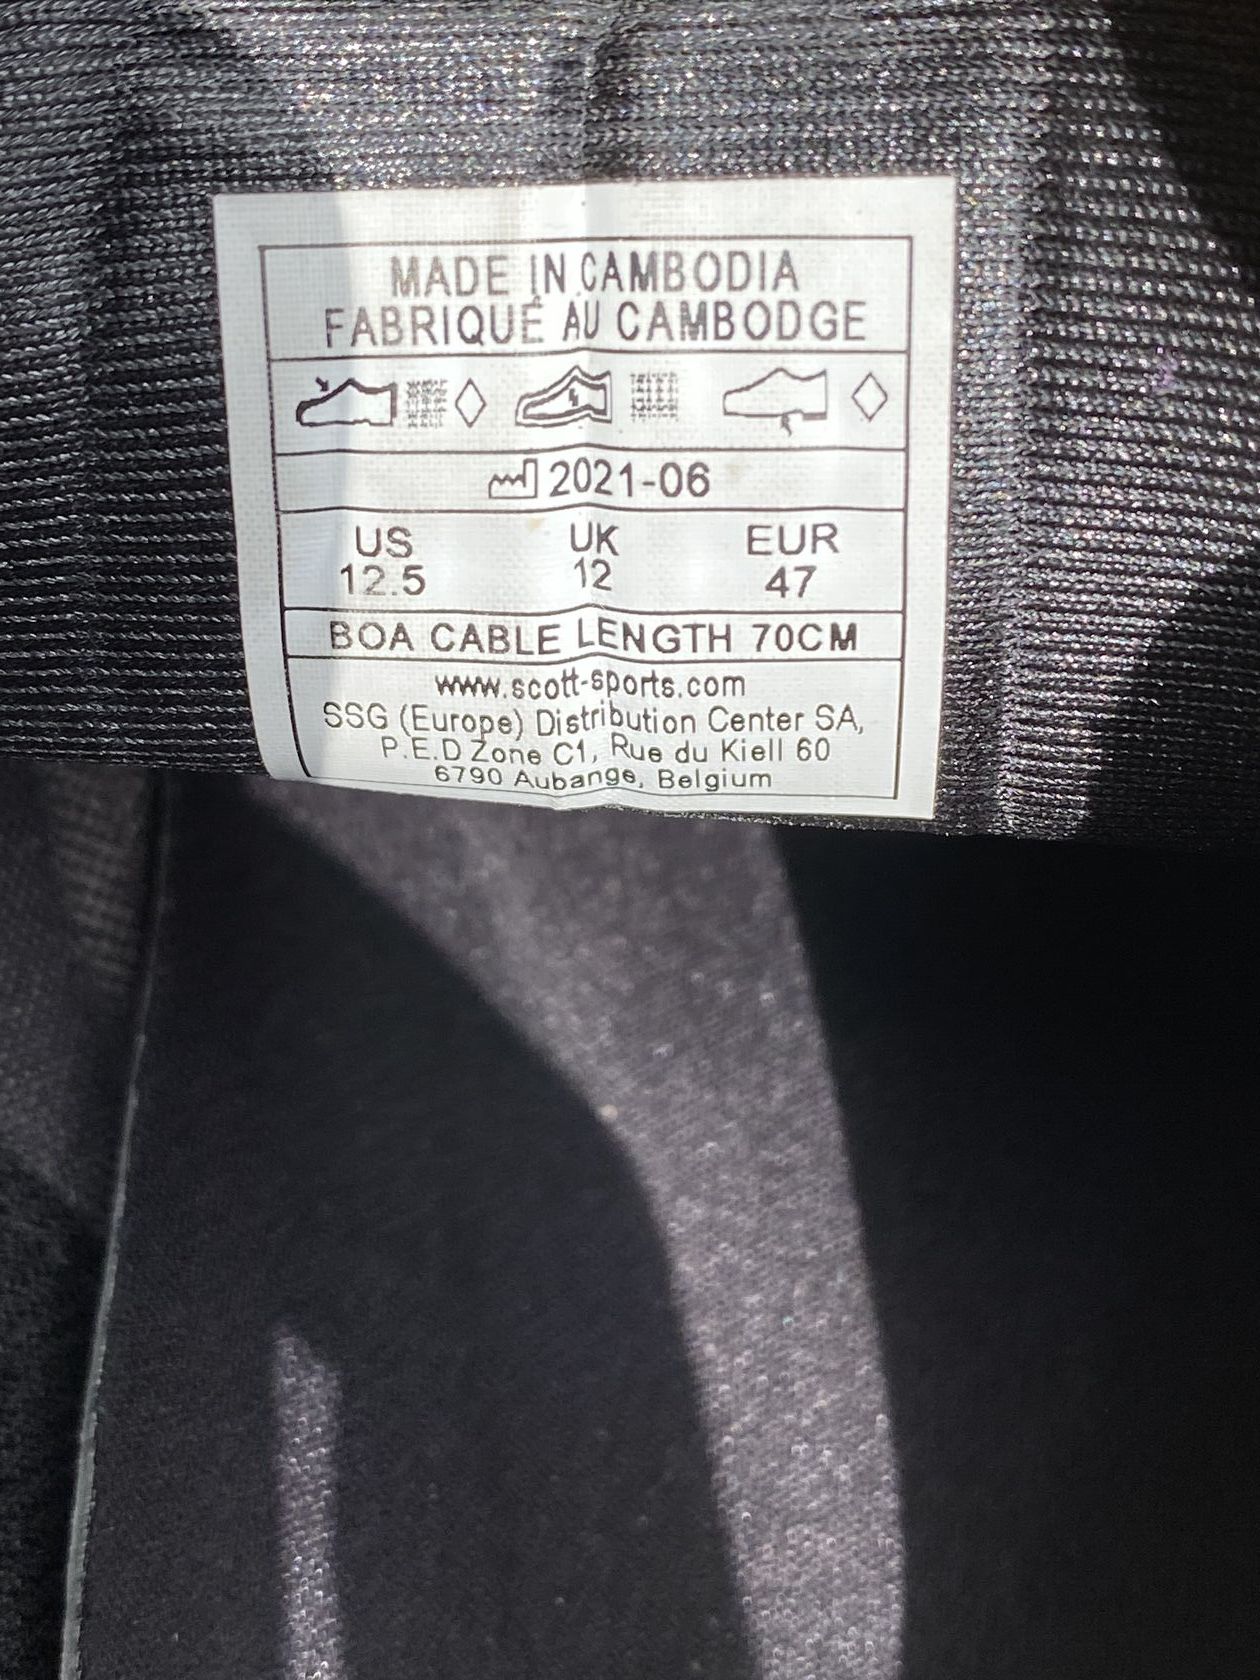 MADE IN CAMBODIA
FABRIQUÉ AU CAMBODGE
2021-06
US UK EUR
12.5 12 47
BOA CABLE LENGTH 70CM
www.scott-sports.com
SSG (Europe) Distribution Center SA,
P.E.D Zone C1, Rue du Kiell 60
6790 Aubange, Belgium